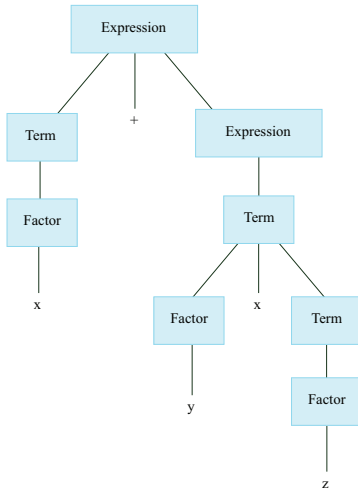 Expression
Term + Expression
Factor Term
x Factor x Term
y Factor
z